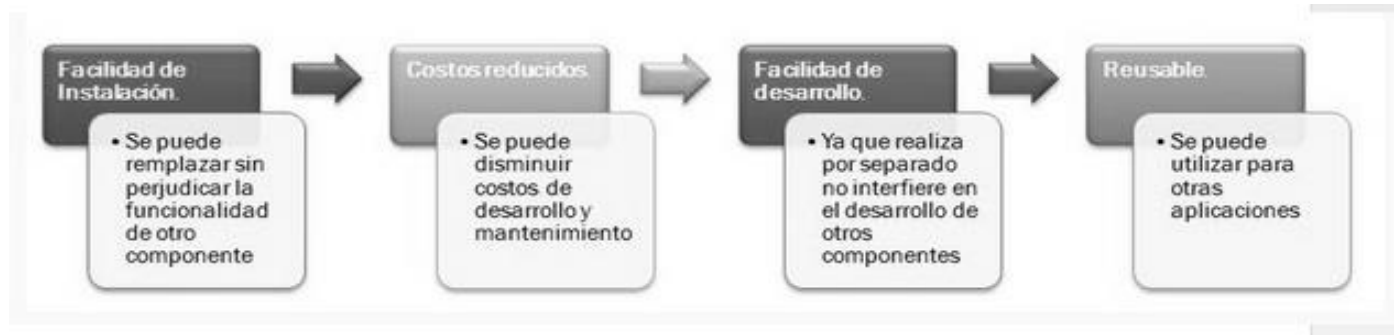 Facilidad de
Instalación.
• Se puede
remplazar sin
perjudicar la
funcionalidad
de otro
componente
Costos reducidos.
• Se puede
disminuir
costos de
desarrollo y
mantenimiento
Facilidad de
desarrollo.
• Ya que realiza
por separado
no interfiere en
el desarrollo de
otros
componentes
Reusable.
• Se puede
utilizar para
otras
aplicaciones